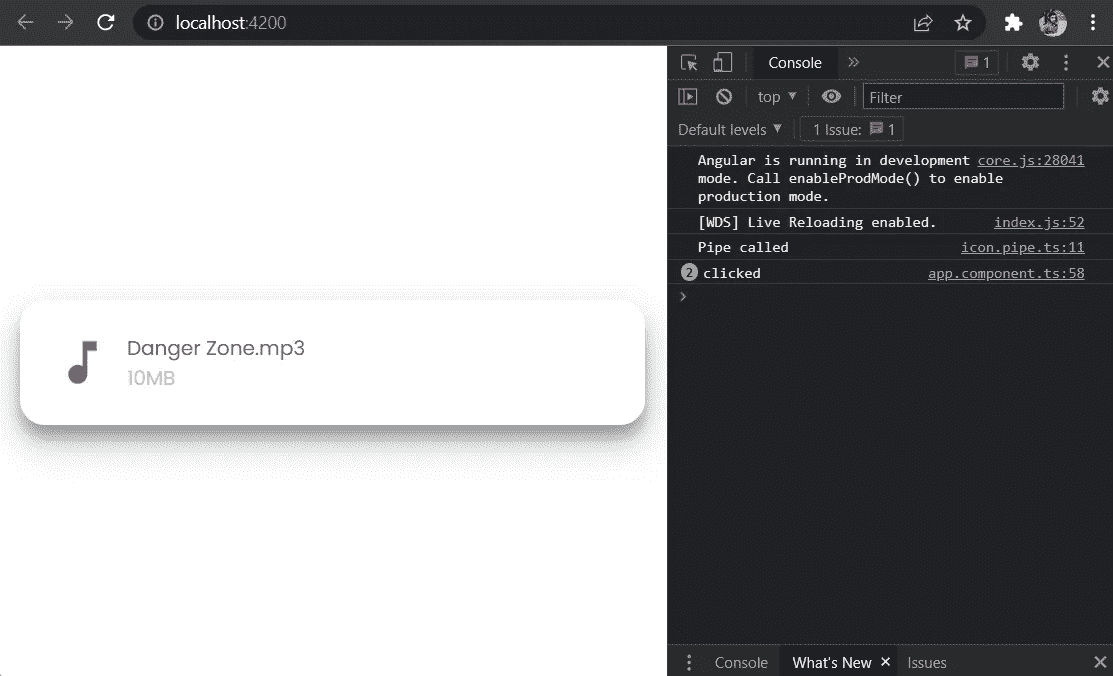 localhost:4200
Console
1
top
Filter
Default levels
1 Issue: 1
Angular is running in development core.js:28041
mode. Call enableProdMode() to enable
production mode.
[WDS] Live Reloading enabled. index.js:52
Pipe called icon.pipe.ts:11
2 clicked app.component.ts:58
Danger Zone.mp3
10MB
Console What's New Issues